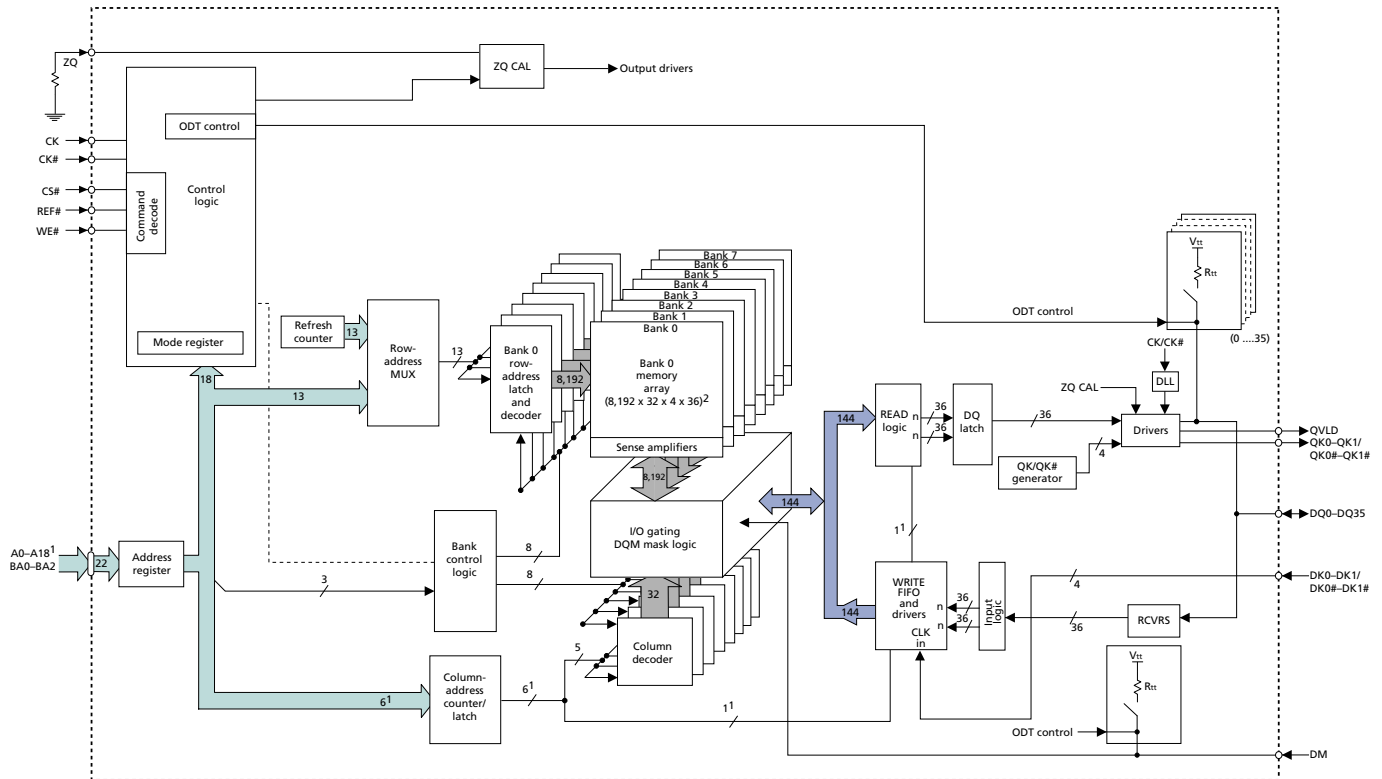 ZQ
ZQ CAL
Output drivers
ODT control
CK
CK#
CS#
REF#
WE#
Command
decode
Control
logic
Mode register
Refresh
counter
13
Row-
address
MUX
13
Bank 0
row-
address
latch
and
decoder
8,192
Bank 7
Bank 6
Bank 5
Bank 4
Bank 3
Bank 2
Bank 1
Bank 0
Bank 0
memory
array
(8,192 x 32 x 4 x 36)2
Sense amplifiers
8,192
I/O gating
DQM mask logic
32
Column
decoder
18
13
A0–A181
BA0–BA2
22
Address
register
3
Bank
control
logic
8
8
61
Column-
address
counter/
latch
61
5
11
144
144
144
READ
logic
n
n
36
36
DQ
latch
36
QK/QK#
generator
4
ZQ CAL
CK/CK#
DLL
Drivers
ODT control
Vtt
Rtt
(0 ....35)
QVLD
QK0–QK1/
QK0#–QK1#
DQ0–DQ35
11
WRITE
FIFO
and
drivers
n
n
CLK
in
36
36
Input
logic
36
RCVRS
4
DK0–DK1/
DK0#–DK1#
Vtt
Rtt
ODT control
DM